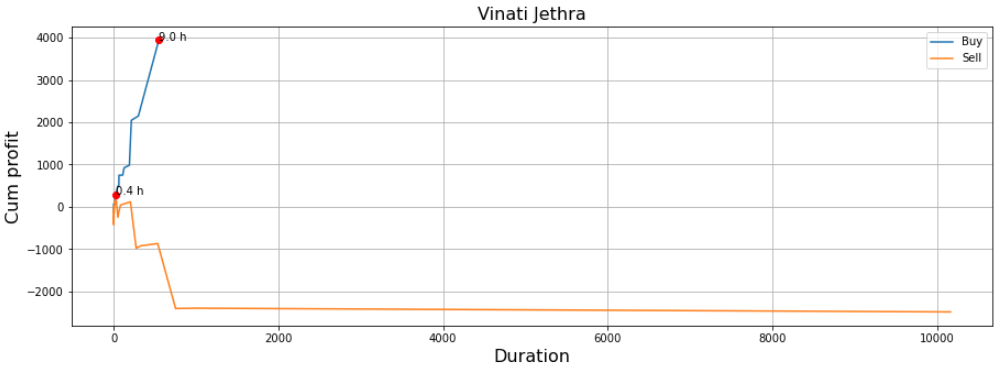 Vinati Jethra
Buy
Sell
Cum profit
4000
3000
2000
1000
0
−1000
−2000
9.0 h
0.4 h
0
2000
4000
6000
8000
10000
Duration